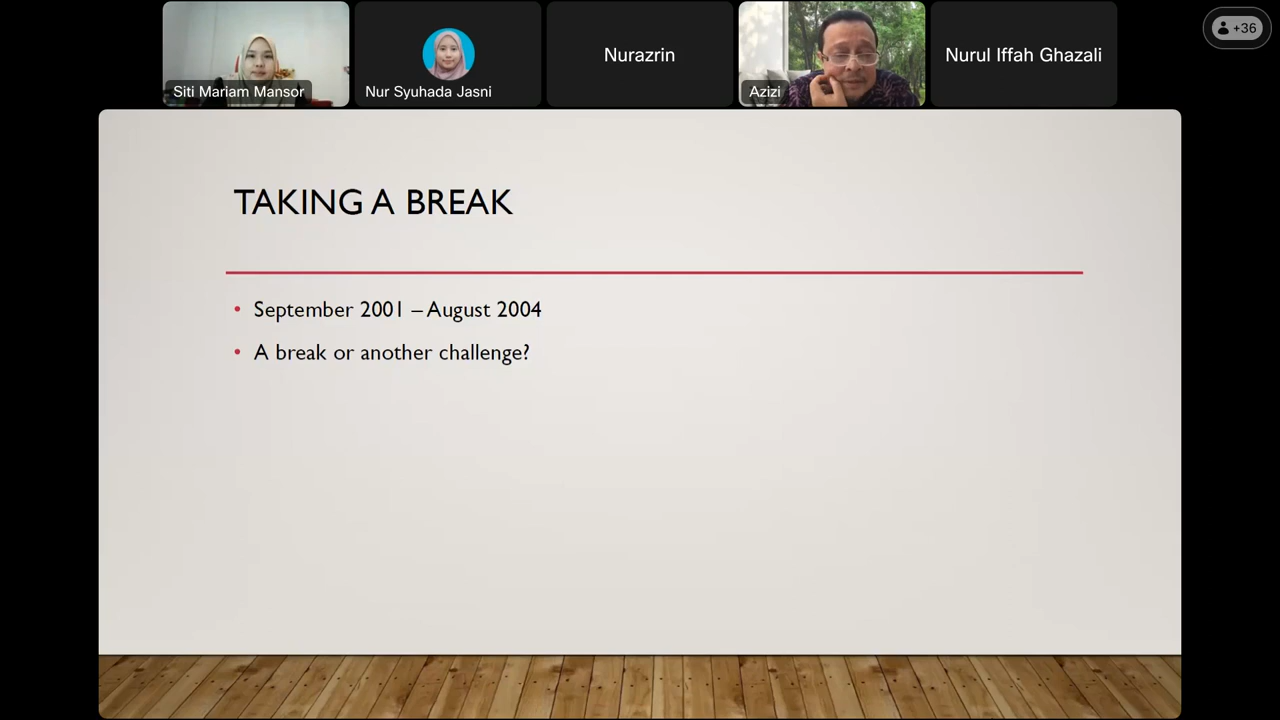 Siti Mariam Mansor
Nur Syuhada Jasni
Nurazrin
Azizi
Nurul Iffah Ghazali
+36
TAKING A BREAK
• September 2001 – August 2004
• A break or another challenge?